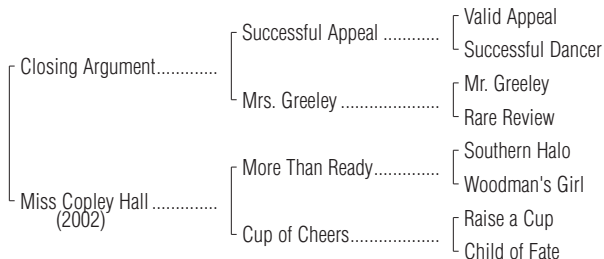 Valid Appeal
Successful Appeal ............
Successful Dancer
Closing Argument.............
Mr. Greeley
Mrs. Greeley .....................
Rare Review
Southern Halo
More Than Ready..............
Woodman's Girl
Miss Copley Hall ..............
(2002)
Raise a Cup
Cup of Cheers...................
Child of Fate